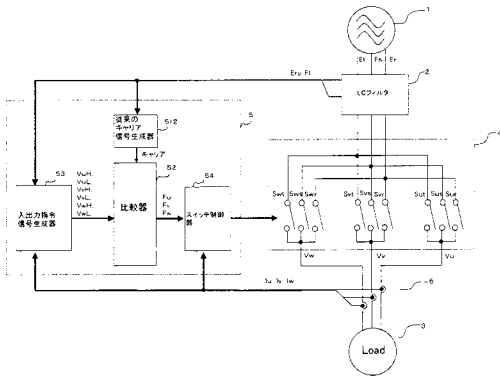 1
Et Es Er
Er, Ft
2
LCフィルタ
従来の
キャリア
信号生成器
512
5
キャリア
53
VuH.
VuL.
VvH.
VvL.
VwH.
VwL.
52
54
入出力指令
信号生成器
比較器
Fu
Fv
Fw
スイッチ制御
器
Swt Sws Swr
Svt Svs Svr
Sut Sus Sur
Vw
Vv
Vu
Iu Iv Iw
6
3
Load